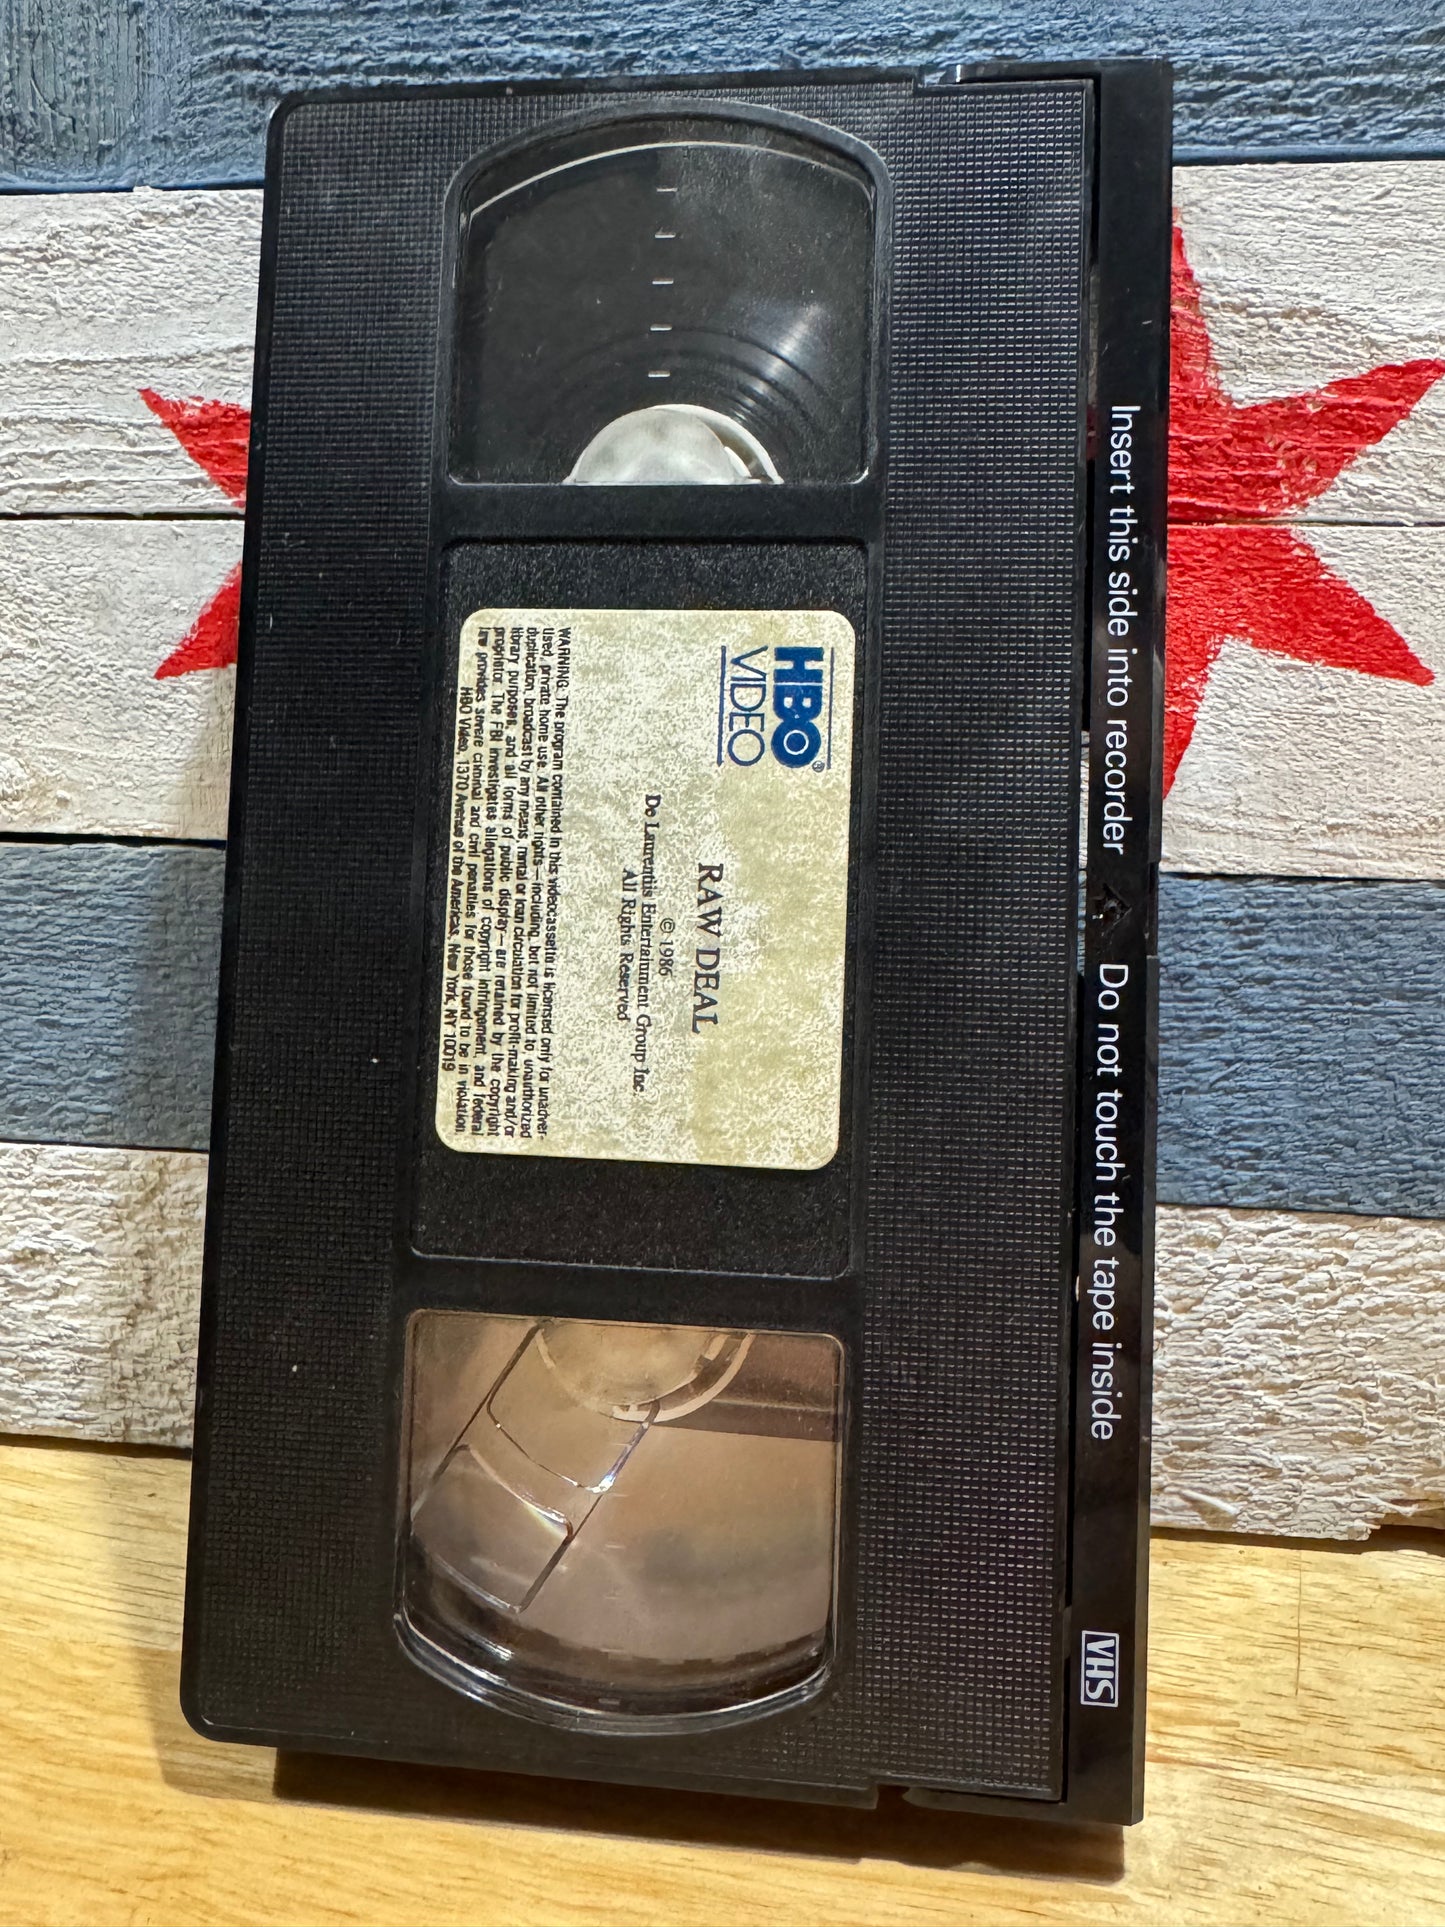 HBO®
VIDEO
RAW DEAL
© 1986
De Laurentiis Entertainment Group Inc.
All Rights Reserved
WARNING: The program contained in this videocassette is licensed only for unadver-
tised, private home use. All other rights—including, but not limited to unauthorized
duplication, broadcast by any means, rental or loan circulation for profit-making and/or
library purposes, and all forms of public display—are retained by the copyright
proprietor. The FBI investigates allegations of copyright infringement, and federal
law provides severe criminal and civil penalties for those found to be in violation.
HBO Video, 1370 Avenue of the Americas, New York, NY 10019
Insert this side into recorder Do not touch the tape inside
VHS